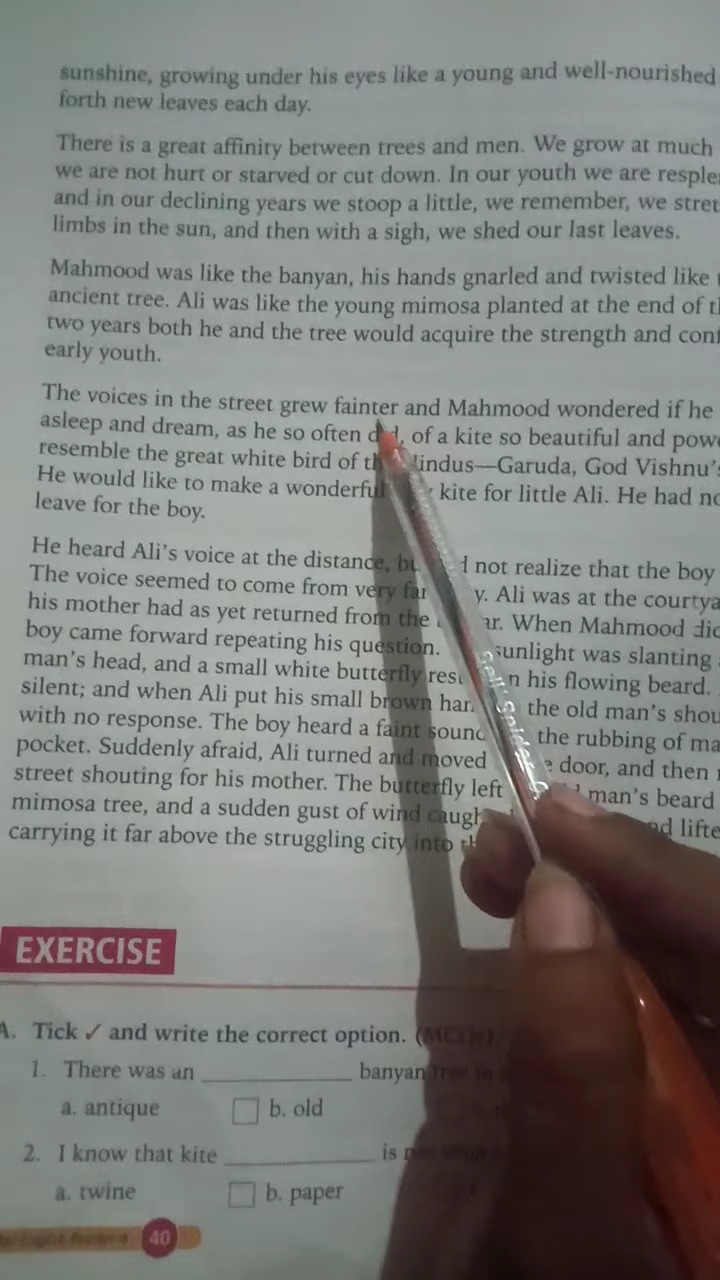 sunshine, growing under his eyes like a young and well-nourished
forth new leaves each day.
There is a great affinity between trees and men. We grow at much
we are not hurt or starved or cut down. In our youth we are
and in our declining years we stoop a little, we remember, we
limbs in the sun, and then with a sigh, we shed our last leaves.
Mahmood was like the banyan, his hands gnarled and twisted like
ancient tree. Ali was like the young mimosa planted at the end of
two years both he and the tree would acquire the strength and
early youth.
The voices in the street grew fainter and Mahmood wondered if he
asleep and dream, as he so often of a kite so beautiful and
resemble the great white bird of Hindus—Garuda, God Vishnu's
He would like to make a kite for little Ali. He had
leave for the boy.
He heard Ali's voice at the distance, not realize that the boy
The voice seemed to come from very Ali was at the
his mother had as yet returned from the When Mahmood
boy came forward repeating his question. sunlight was slanting
man's head, and a small white butterfly his flowing beard.
silent; and when Ali put his small brown the old man's
with no response. The boy heard a faint the rubbing of
pocket. Suddenly afraid, Ali turned and moved door, and then
street shouting for his mother. The butterfly left man's beard
mimosa tree, and a sudden gust of wind
carrying it far above the struggling city into
EXERCISE
A. Tick ✓ and write the correct option. (MCQs)
1. There was an ____________ banyan
a. antique b. old
2. I know that kite ____________ is
a. twine b. paper
40